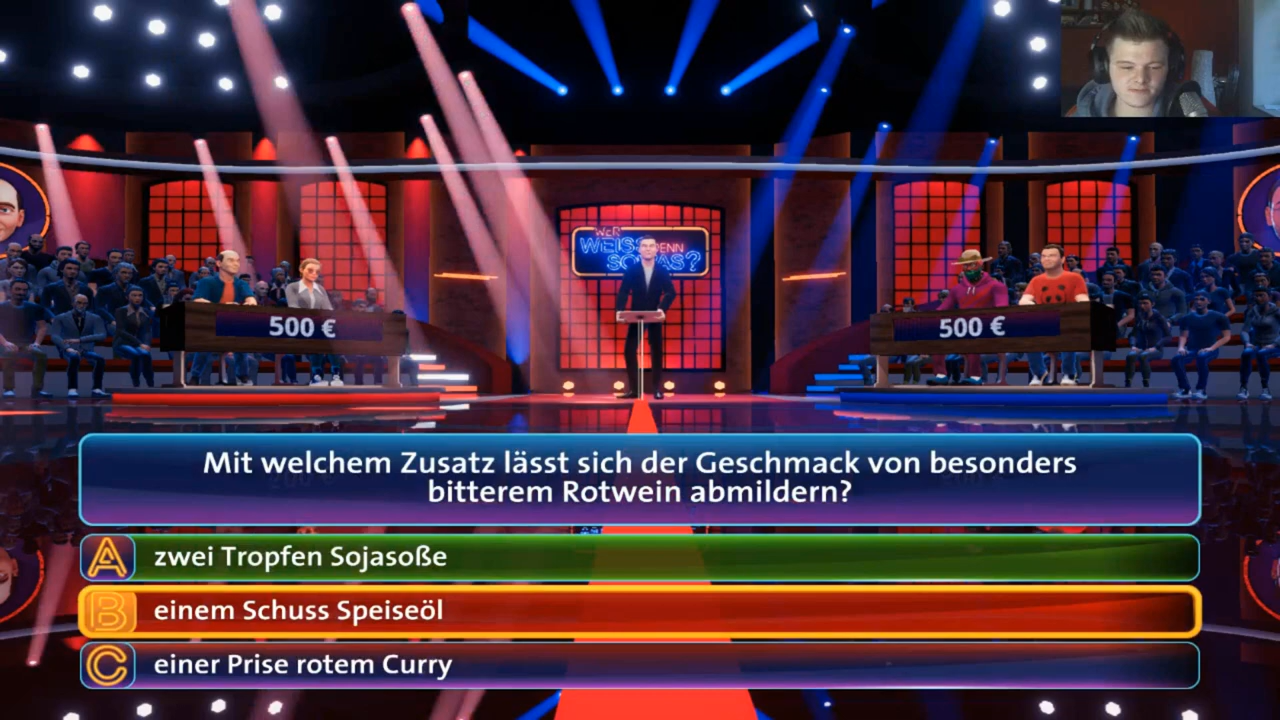 WER
WEISS DENN
SOWAS?
500 €
500 €
Mit welchem Zusatz lässt sich der Geschmack von besonders
bitterem Rotwein abmildern?
A zwei Tropfen Sojasoße
B einem Schuss Speiseöl
C einer Prise rotem Curry